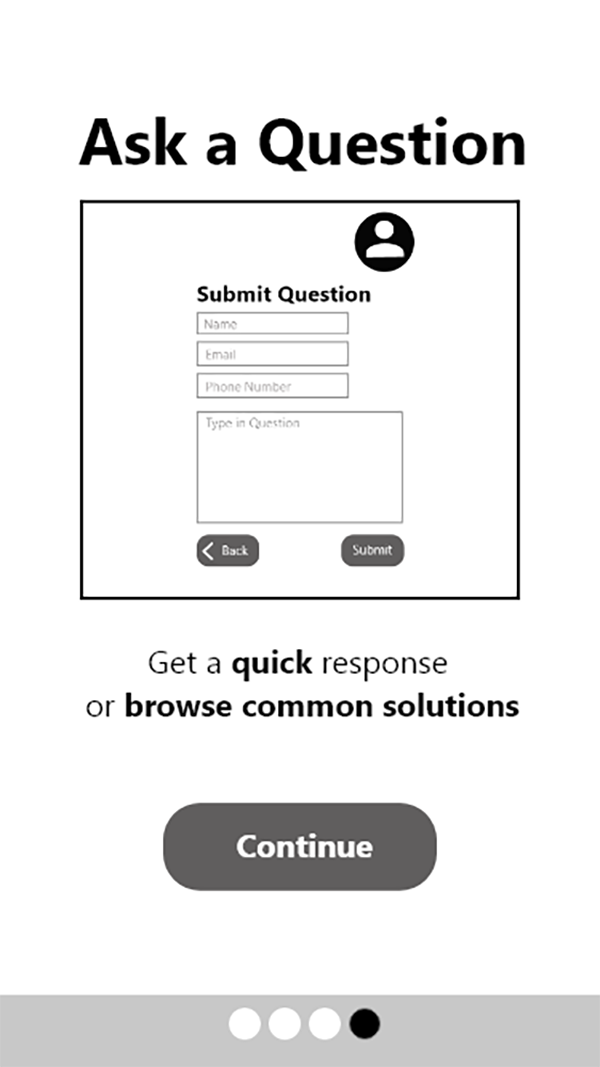 Ask a Question
Submit Question
Name
Email
Phone Number
Type in Question
Back
Submit
Get a quick response
or browse common solutions
Continue